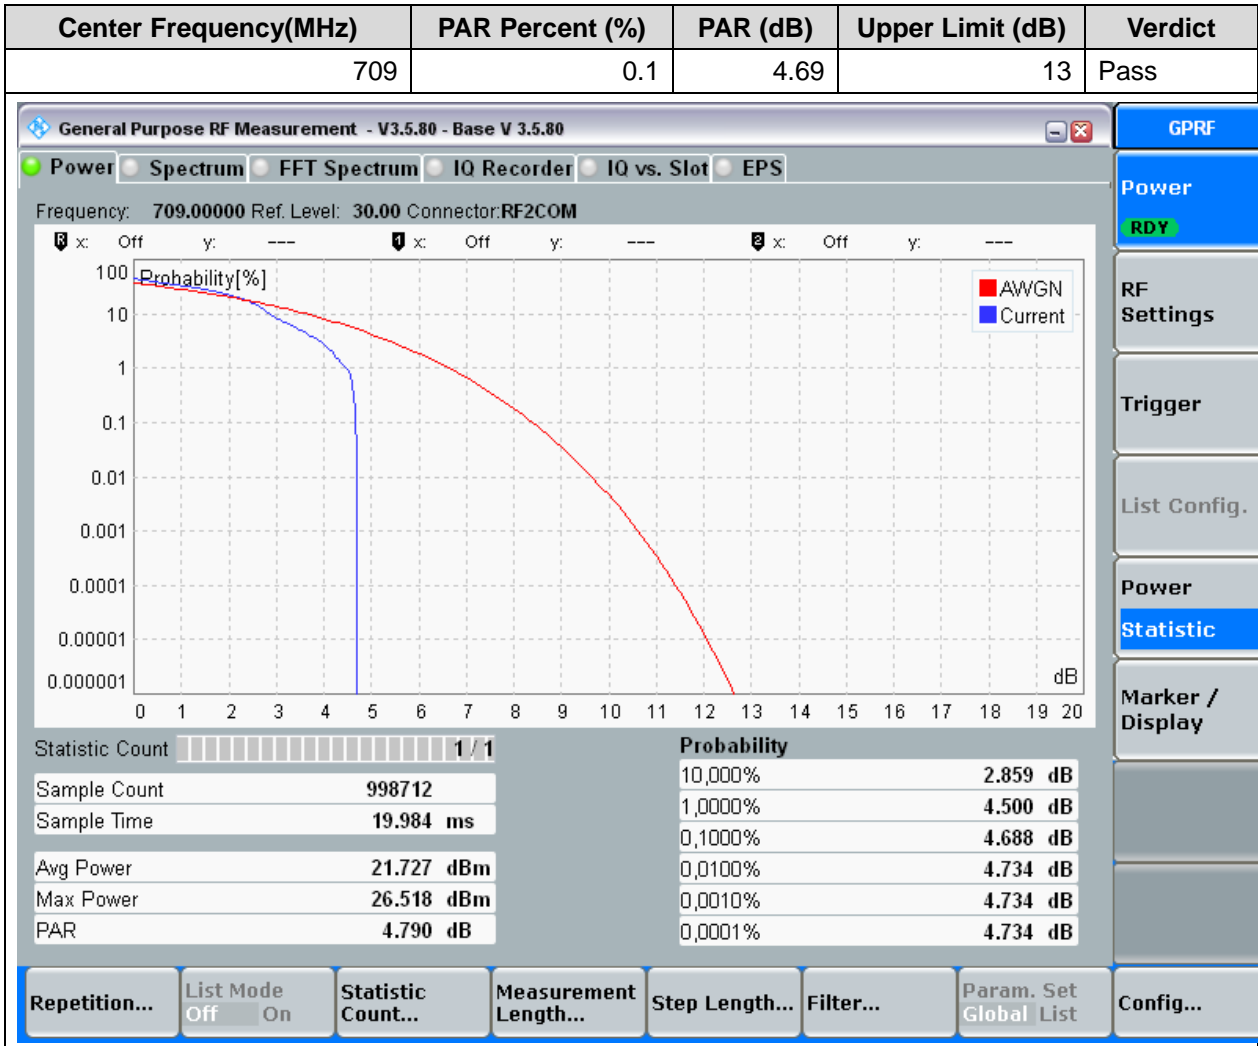 Center Frequency(MHz) PAR Percent (%) PAR (dB) Upper Limit (dB) Verdict
709 0.1 4.69 13 Pass
General Purpose RF Measurement - V3.5.80 - Base V 3.5.80
GPRF
Power Spectrum FFT Spectrum IQ Recorder IQ vs. Slot EPS
Power
RDY
Frequency: 709.00000 Ref. Level: 30.00 Connector:RF2COM
R x: Off y: --- 1 x: Off y: --- 2 x: Off y: ---
Probability[%]
AWGN
Current
100
10
1
0.1
0.01
0.001
0.0001
0.00001
0.000001
dB
0 1 2 3 4 5 6 7 8 9 10 11 12 13 14 15 16 17 18 19 20
RF
Settings
Trigger
List Config.
Power
Statistic
Marker /
Display
Statistic Count 1 / 1
Sample Count 998712
Sample Time 19.984 ms
Avg Power 21.727 dBm
Max Power 26.518 dBm
PAR 4.790 dB
Probability
10,000% 2.859 dB
1,0000% 4.500 dB
0,1000% 4.688 dB
0,0100% 4.734 dB
0,0010% 4.734 dB
0,0001% 4.734 dB
Repetition...
List Mode
Off On
Statistic
Count...
Measurement
Length...
Step Length...
Filter...
Param. Set
Global List
Config...